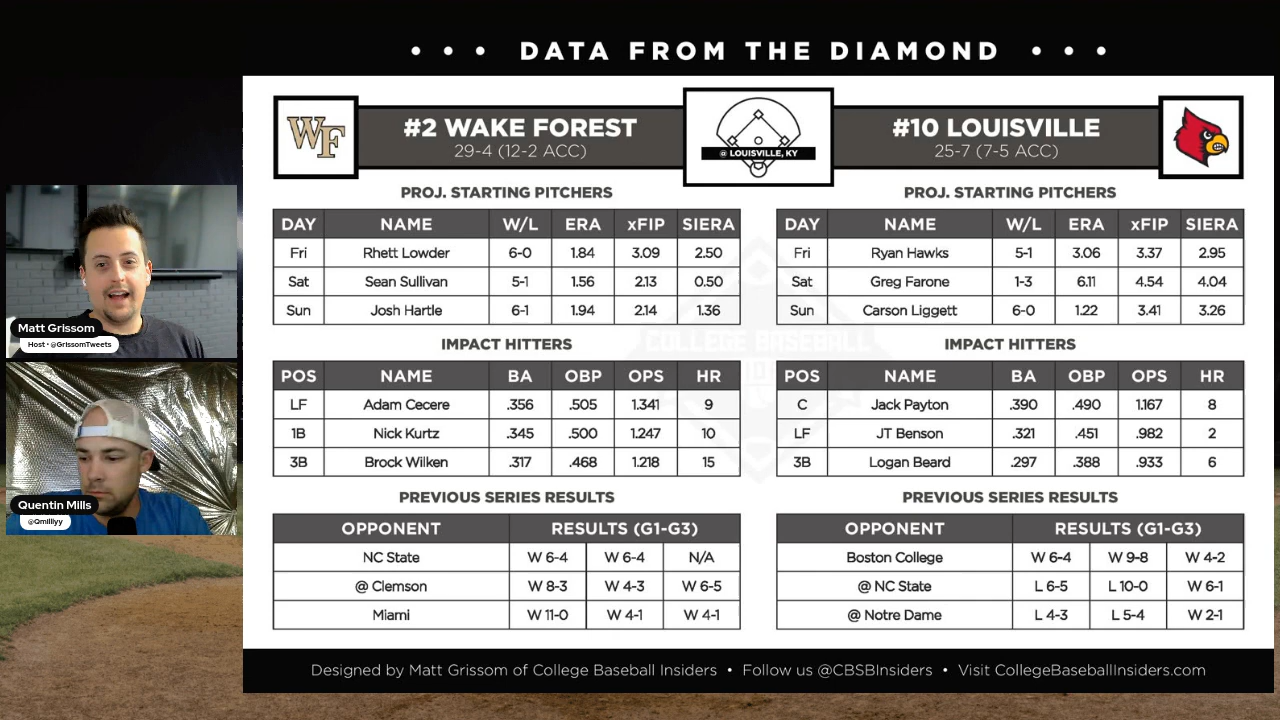 • • • DATA FROM THE DIAMOND • • •
WF
#2 WAKE FOREST
29-4 (12-2 ACC)
@ LOUISVILLE, KY
#10 LOUISVILLE
25-7 (7-5 ACC)
PROJ. STARTING PITCHERS
DAY NAME W/L ERA xFIP SIERA
Fri Rhett Lowder 6-0 1.84 3.09 2.50
Sat Sean Sullivan 5-1 1.56 2.13 0.50
Sun Josh Hartle 6-1 1.94 2.14 1.36
IMPACT HITTERS
POS NAME BA OBP OPS HR
LF Adam Cecere .356 .505 1.341 9
1B Nick Kurtz .345 .500 1.247 10
3B Brock Wilken .317 .468 1.218 15
PREVIOUS SERIES RESULTS
OPPONENT RESULTS (G1-G3)
NC State W 6-4 W 6-4 N/A
@ Clemson W 8-3 W 4-3 W 6-5
Miami W 11-0 W 4-1 W 4-1
PROJ. STARTING PITCHERS
DAY NAME W/L ERA xFIP SIERA
Fri Ryan Hawks 5-1 3.06 3.37 2.95
Sat Greg Farone 1-3 6.11 4.54 4.04
Sun Carson Liggett 6-0 1.22 3.41 3.26
IMPACT HITTERS
POS NAME BA OBP OPS HR
C Jack Payton .390 .490 1.167 8
LF JT Benson .321 .451 .982 2
3B Logan Beard .297 .388 .933 6
PREVIOUS SERIES RESULTS
OPPONENT RESULTS (G1-G3)
Boston College W 6-4 W 9-8 W 4-2
@ NC State L 6-5 L 10-0 W 6-1
@ Notre Dame L 4-3 L 5-4 W 2-1
COLLEGE BASEBALL
Matt Grissom
Host • @GrissomTweets
Quentin Mills
@Qmillyy
Designed by Matt Grissom of College Baseball Insiders • Follow us @CBSBInsiders • Visit CollegeBaseballInsiders.com